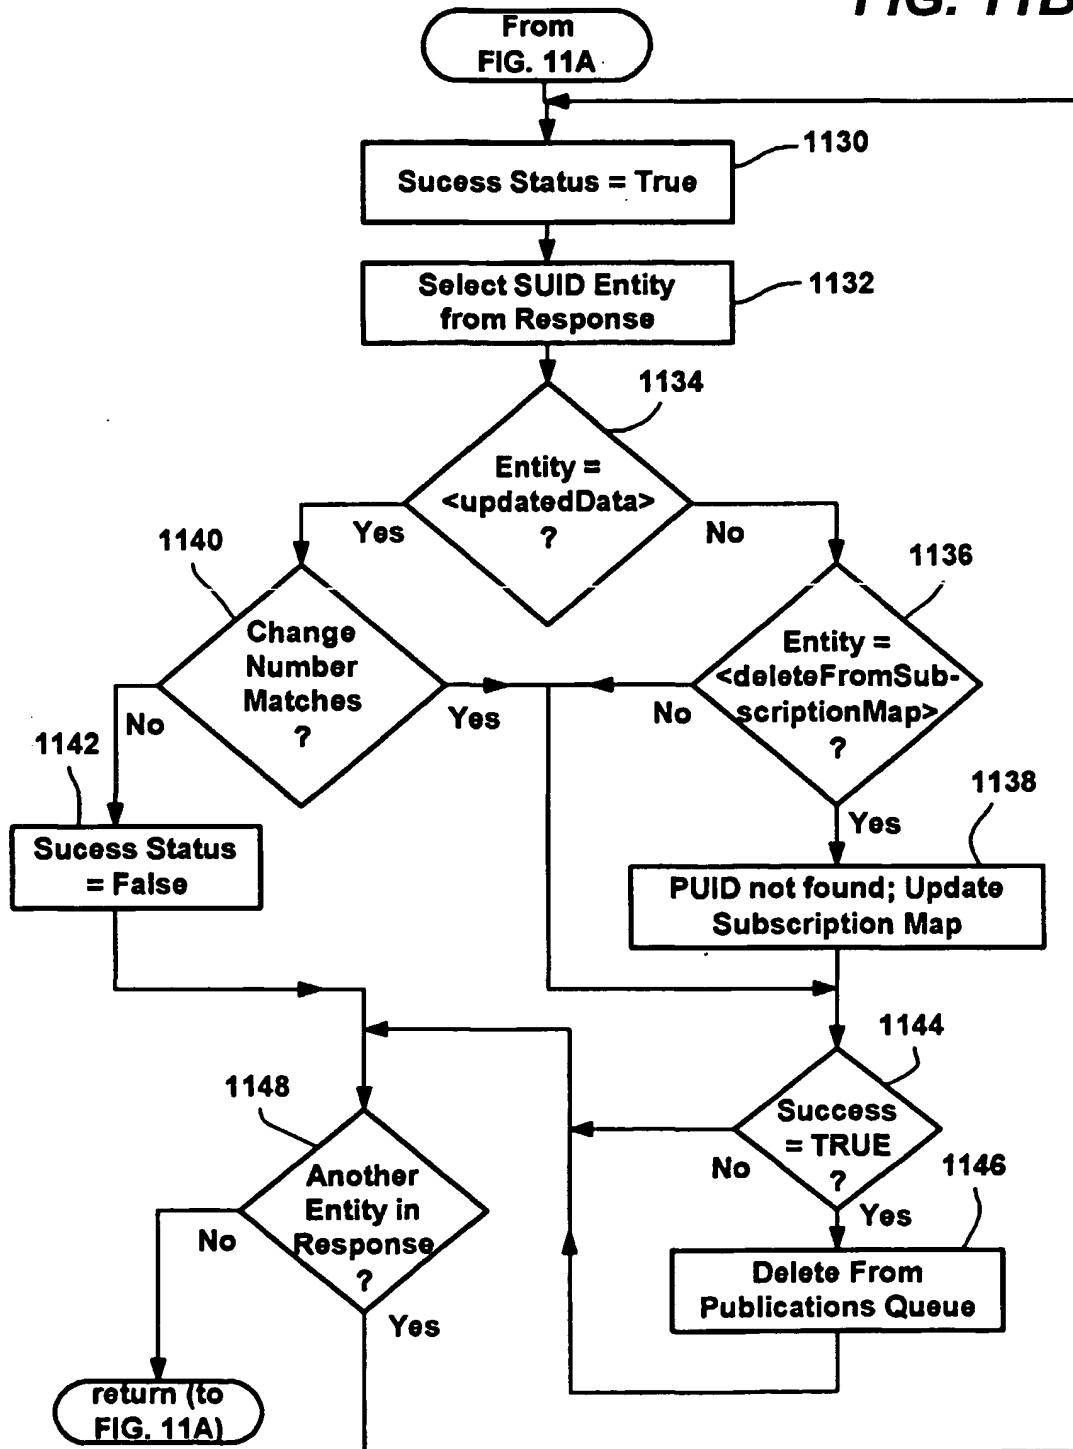 FIG. 11B
From
FIG. 11A
1130
Sucess Status = True
1132
Select SUID Entity
from Response
1134
Entity =
<updatedData>
?
Yes
No
1140
1136
Change
Number
Matches
?
Entity =
<deleteFromSub-
scriptionMap>
?
No
Yes
No
1142
1138
Yes
Sucess Status
= False
PUID not found; Update
Subscription Map
1144
1148
Success
= TRUE
?
No
1146
Yes
Another
Entity in
Response
?
No
Delete From
Publications Queue
Yes
return (to
FIG. 11A)